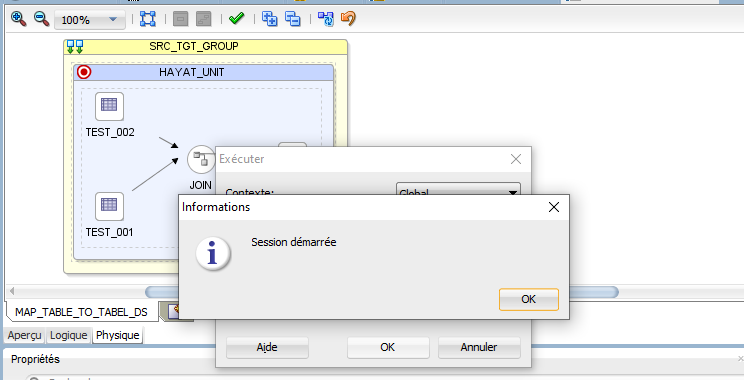 100%
SRC_TGT_GROUP
HAYAT_UNIT
TEST_002
JOIN
TEST_001
Exécuter
Contexte:
Global
Informations
Session démarrée
OK
MAP_TABLE_TO_TABEL_DS
Aperçu
Logique
Physique
Aide
OK
Annuler
Propriétés